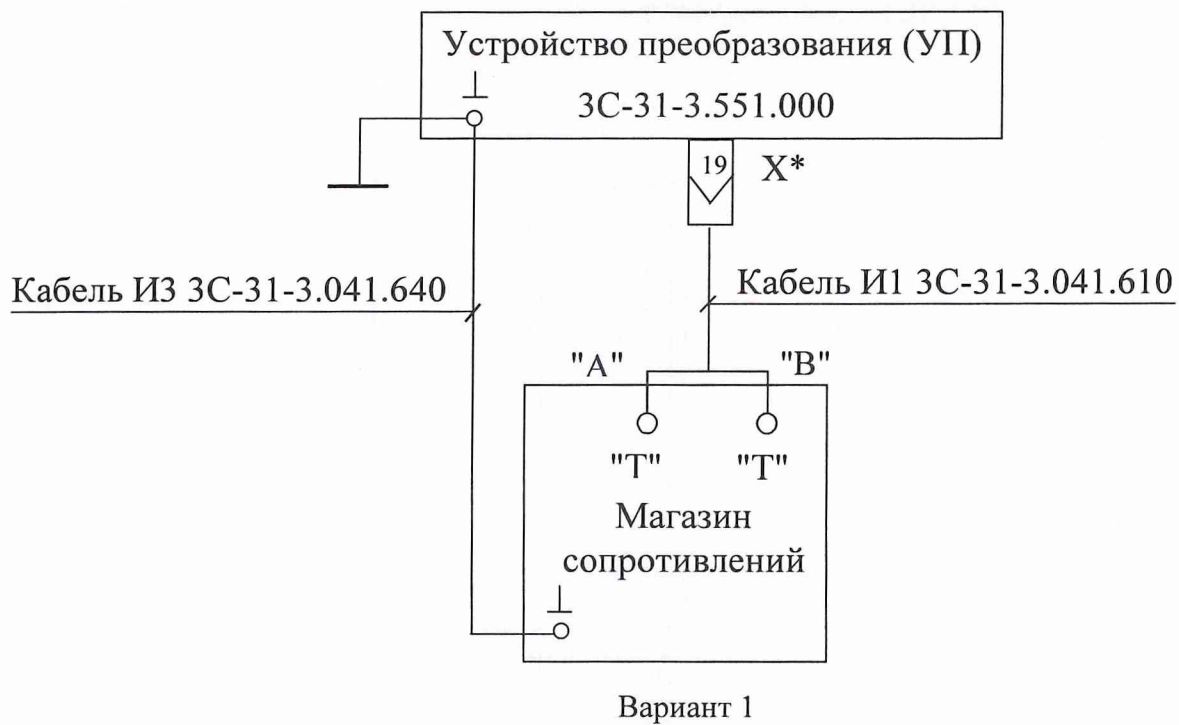 Устройство преобразования (УП)
3С-31-3.551.000
19
Х*
Кабель И3 3С-31-3.041.640
Кабель И1 3С-31-3.041.610
"А"
"В"
"Т"
"Т"
Магазин
сопротивлений
Вариант 1